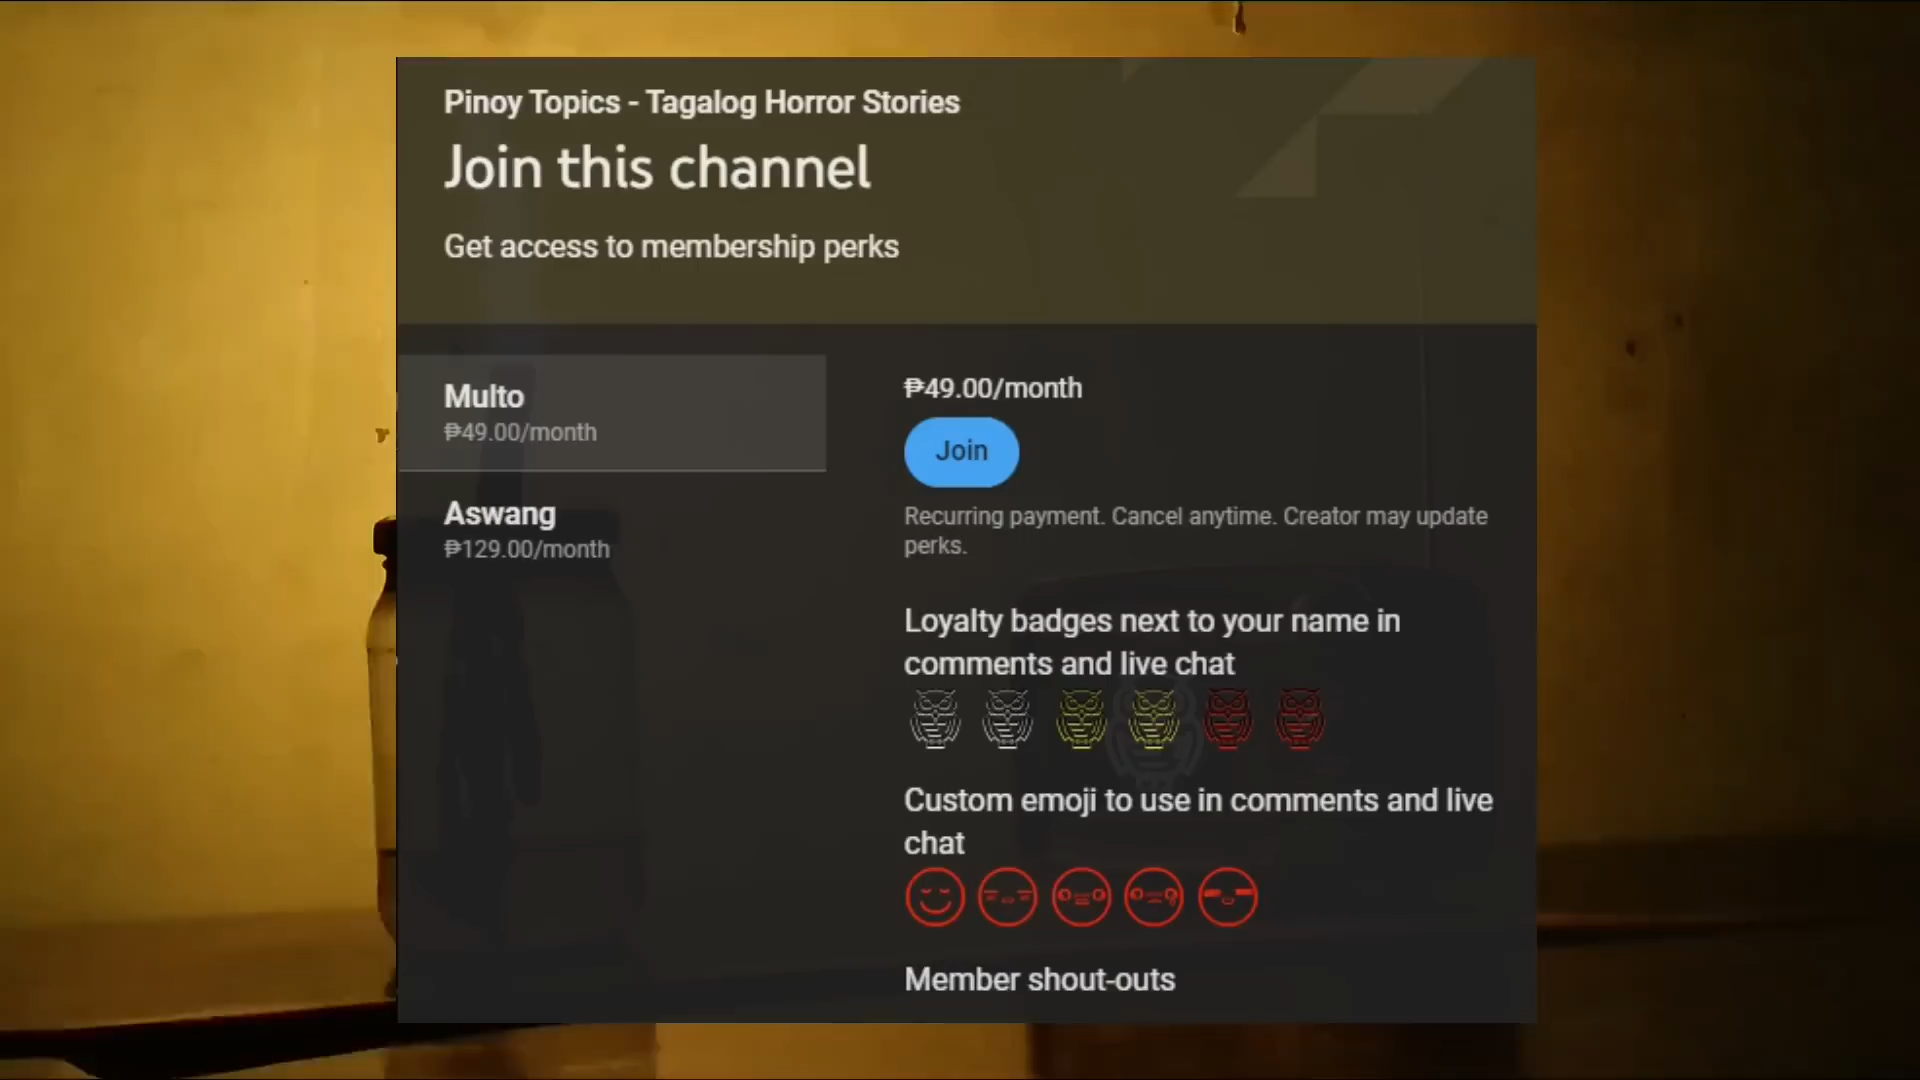 Pinoy Topics - Tagalog Horror Stories
Join this channel
Get access to membership perks
Multo
₱49.00/month
Aswang
₱129.00/month
₱49.00/month
Join
Recurring payment. Cancel anytime. Creator may update
perks.
Loyalty badges next to your name in
comments and live chat
Custom emoji to use in comments and live
chat
Member shout-outs